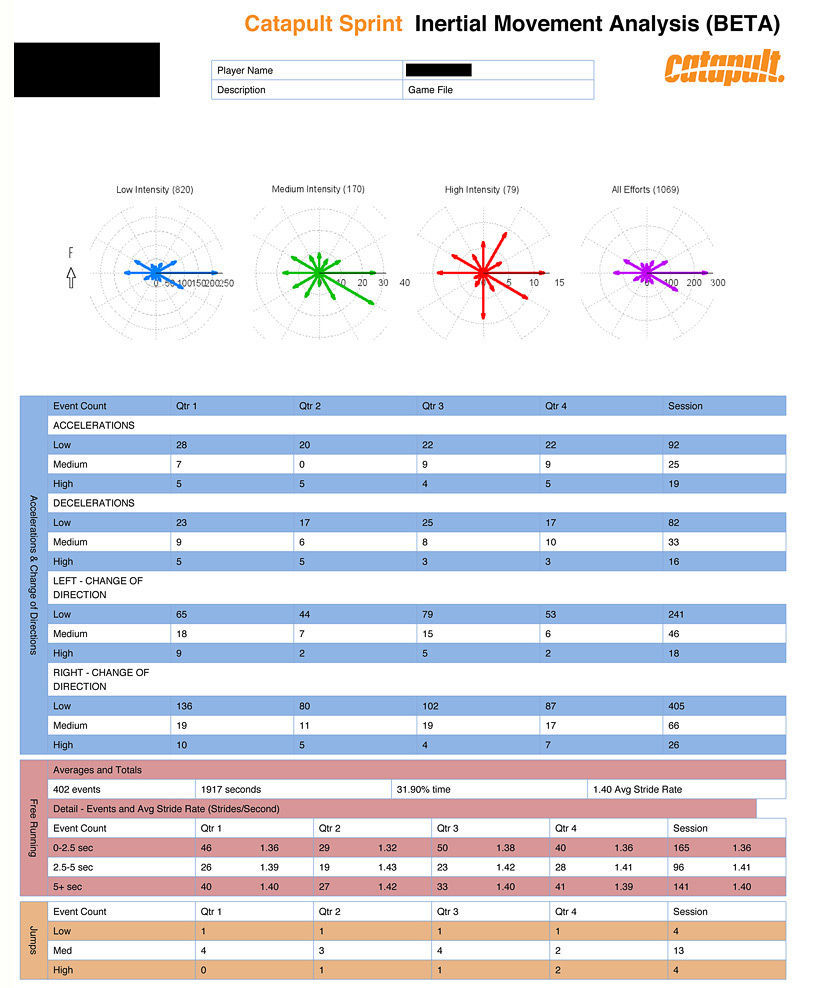 Catapult Sprint Inertial Movement Analysis (BETA)
catapult.
Player Name
Description Game File
Low Intensity (820) Medium Intensity (170) High Intensity (79) All Efforts (1069)
F
0 50 100 150 200 250 10 20 30 40 0 5 10 15 0 100 200 300
Accelerations & Change of Directions
Event Count Qtr 1 Qtr 2 Qtr 3 Qtr 4 Session
ACCELERATIONS
Low 28 20 22 22 92
Medium 7 0 9 9 25
High 5 5 4 5 19
DECELERATIONS
Low 23 17 25 17 82
Medium 9 6 8 10 33
High 5 5 3 3 16
LEFT - CHANGE OF
DIRECTION
Low 65 44 79 53 241
Medium 18 7 15 6 46
High 9 2 5 2 18
RIGHT - CHANGE OF
DIRECTION
Low 136 80 102 87 405
Medium 19 11 19 17 66
High 10 5 4 7 26
Free Running
Averages and Totals
402 events 1917 seconds 31.90% time 1.40 Avg Stride Rate
Detail - Events and Avg Stride Rate (Strides/Second)
Event Count Qtr 1 Qtr 2 Qtr 3 Qtr 4 Session
0-2.5 sec 46 1.36 29 1.32 50 1.38 40 1.36 165 1.36
2.5-5 sec 26 1.39 19 1.43 23 1.42 28 1.41 96 1.41
5+ sec 40 1.40 27 1.42 33 1.40 41 1.39 141 1.40
Jumps
Event Count Qtr 1 Qtr 2 Qtr 3 Qtr 4 Session
Low 1 1 1 1 4
Med 4 3 4 2 13
High 0 1 1 2 4